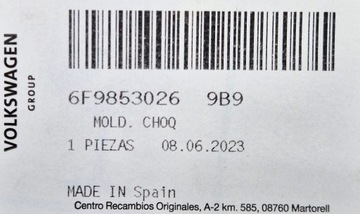 VOLKSWAGEN
GROUP
6F9853026 9B9
MOLD. CHOQ
1 PIEZAS 08.06.2023
MADE IN Spain
Centro Recambios Originales, A-2 km. 585, 08760 Martorell